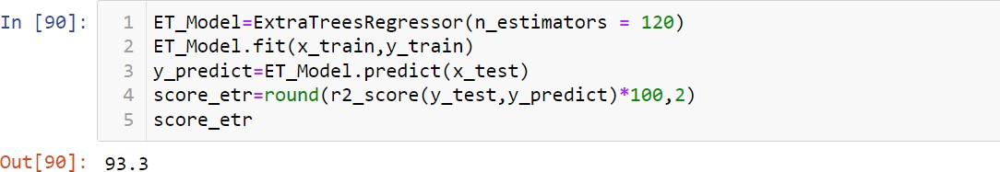 In [90]:
1 ET_Model=ExtraTreesRegressor(n_estimators = 120)
2 ET_Model.fit(x_train,y_train)
3 y_predict=ET_Model.predict(x_test)
4 score_etr=round(r2_score(y_test,y_predict)*100,2)
5 score_etr
Out[90]: 93.3